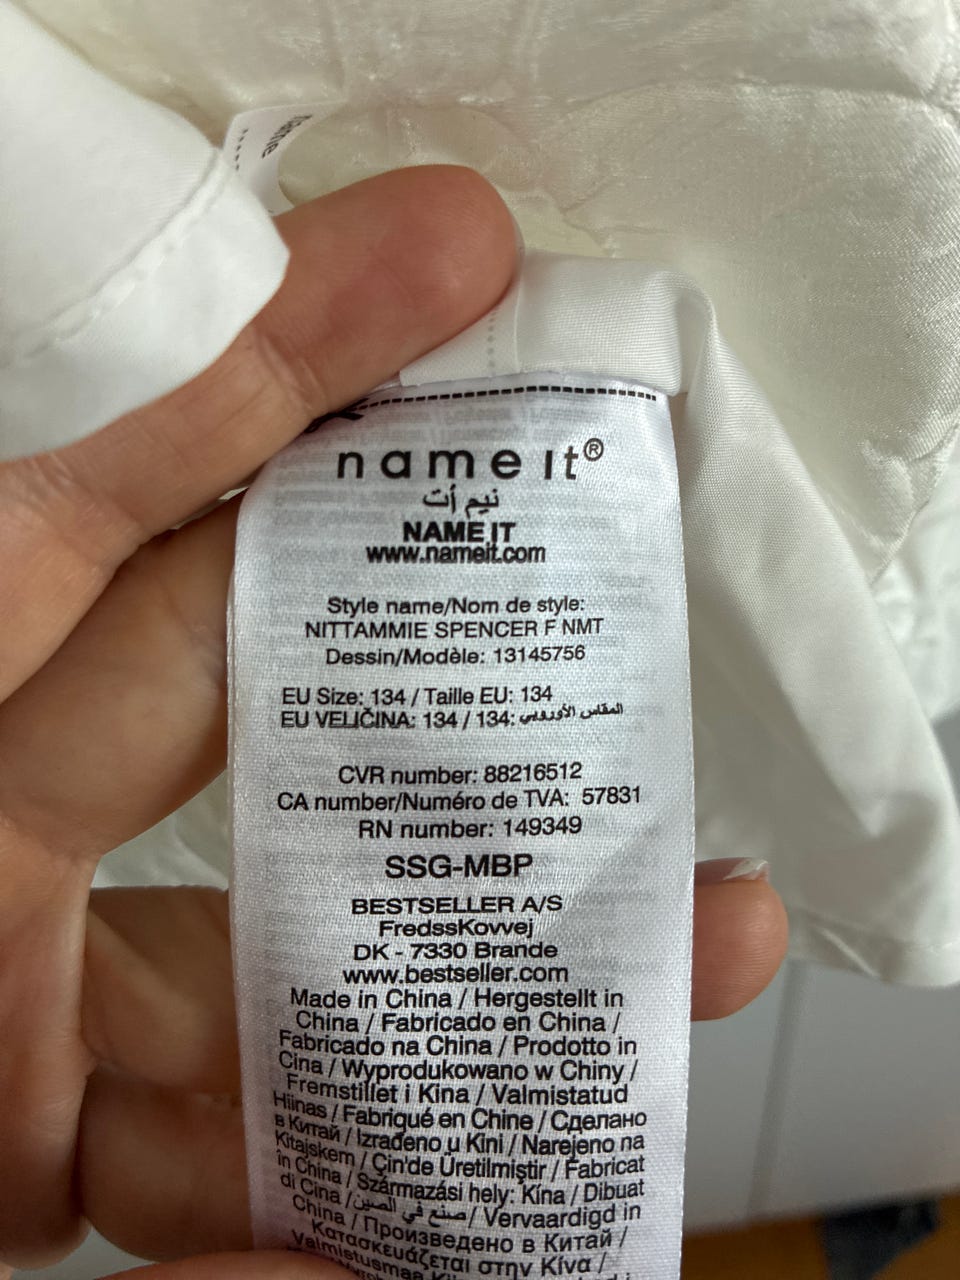 name it®
نيم أت
NAME IT
www.nameit.com
Style name/Nom de style:
NITTAMMIE SPENCER F NMT
Dessin/Modèle: 13145756
EU Size: 134 / Taille EU: 134
EU VELIČINA: 134 / 134: المقاس الأوروبي
CVR number: 88216512
CA number/Numéro de TVA: 57831
RN number: 149349
SSG-MBP
BESTSELLER A/S
FredssKovvej
DK - 7330 Brande
www.bestseller.com
Made in China / Hergestellt in
China / Fabricado en China /
Fabricado na China / Prodotto in
Cina / Wyprodukowano w Chiny /
Fremstillet i Kina / Valmistatud
Hiinas / Fabriqué en Chine / Сделано
в Китай / Izrađeno u Kini / Narejeno na
Kitajskem / Çin'de Üretilmiştir / Fabricat
în China / Származási hely: Kína / Dibuat
di Cina / صنع في الصين / Vervaardigd in
China / Произведено в Китай /
Κατασκευάζεται στην Κίνα /
Valmistusmaa